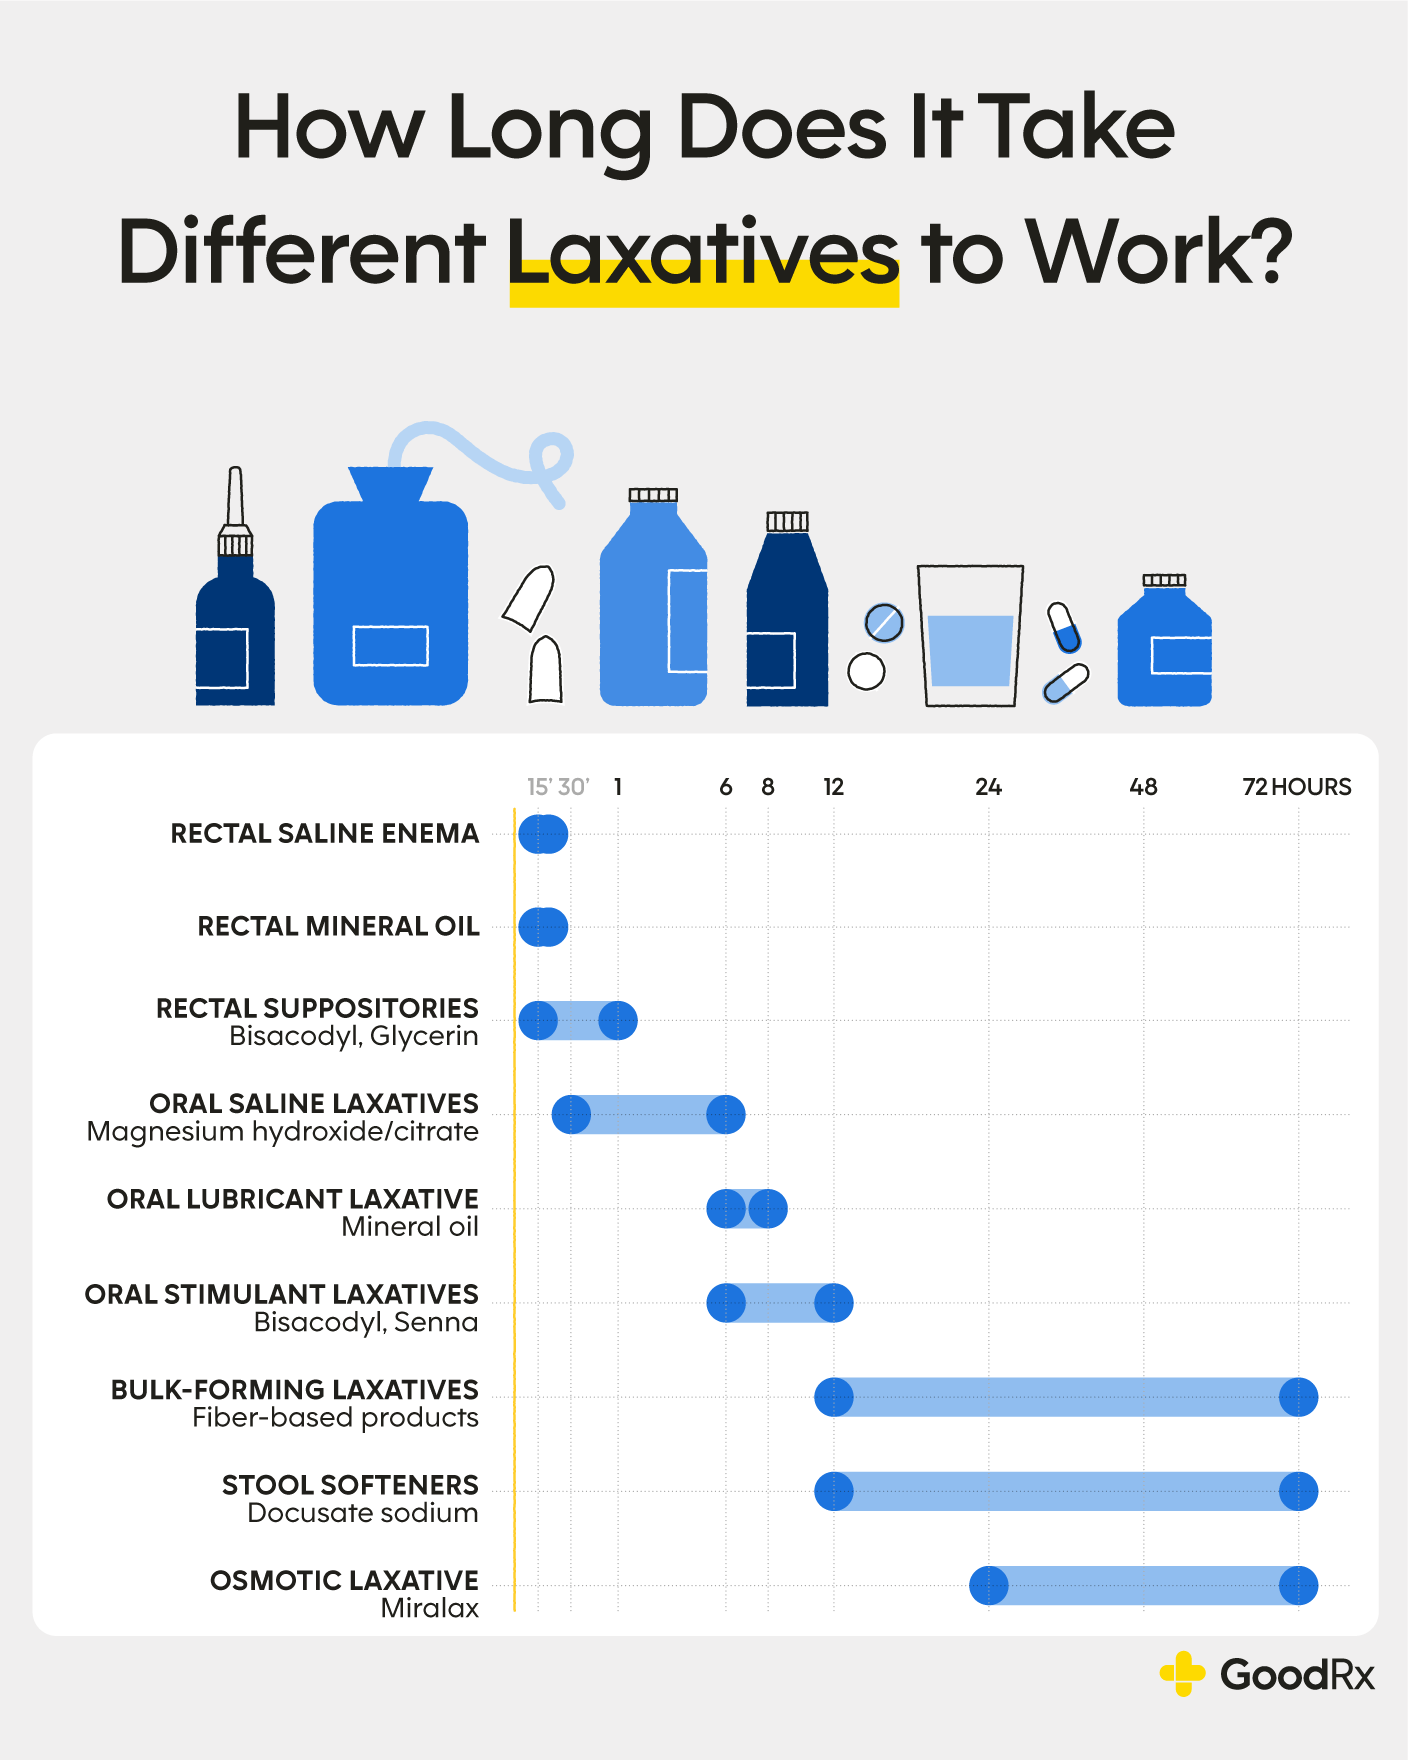 How Long Does It Take
Different Laxatives to Work?
15’ 30’ 1 6 8 12 24 48 72 HOURS
RECTAL SALINE ENEMA
RECTAL MINERAL OIL
RECTAL SUPPOSITORIES
Bisacodyl, Glycerin
ORAL SALINE LAXATIVES
Magnesium hydroxide/citrate
ORAL LUBRICANT LAXATIVE
Mineral oil
ORAL STIMULANT LAXATIVES
Bisacodyl, Senna
BULK-FORMING LAXATIVES
Fiber-based products
STOOL SOFTENERS
Docusate sodium
OSMOTIC LAXATIVE
Miralax
GoodRx